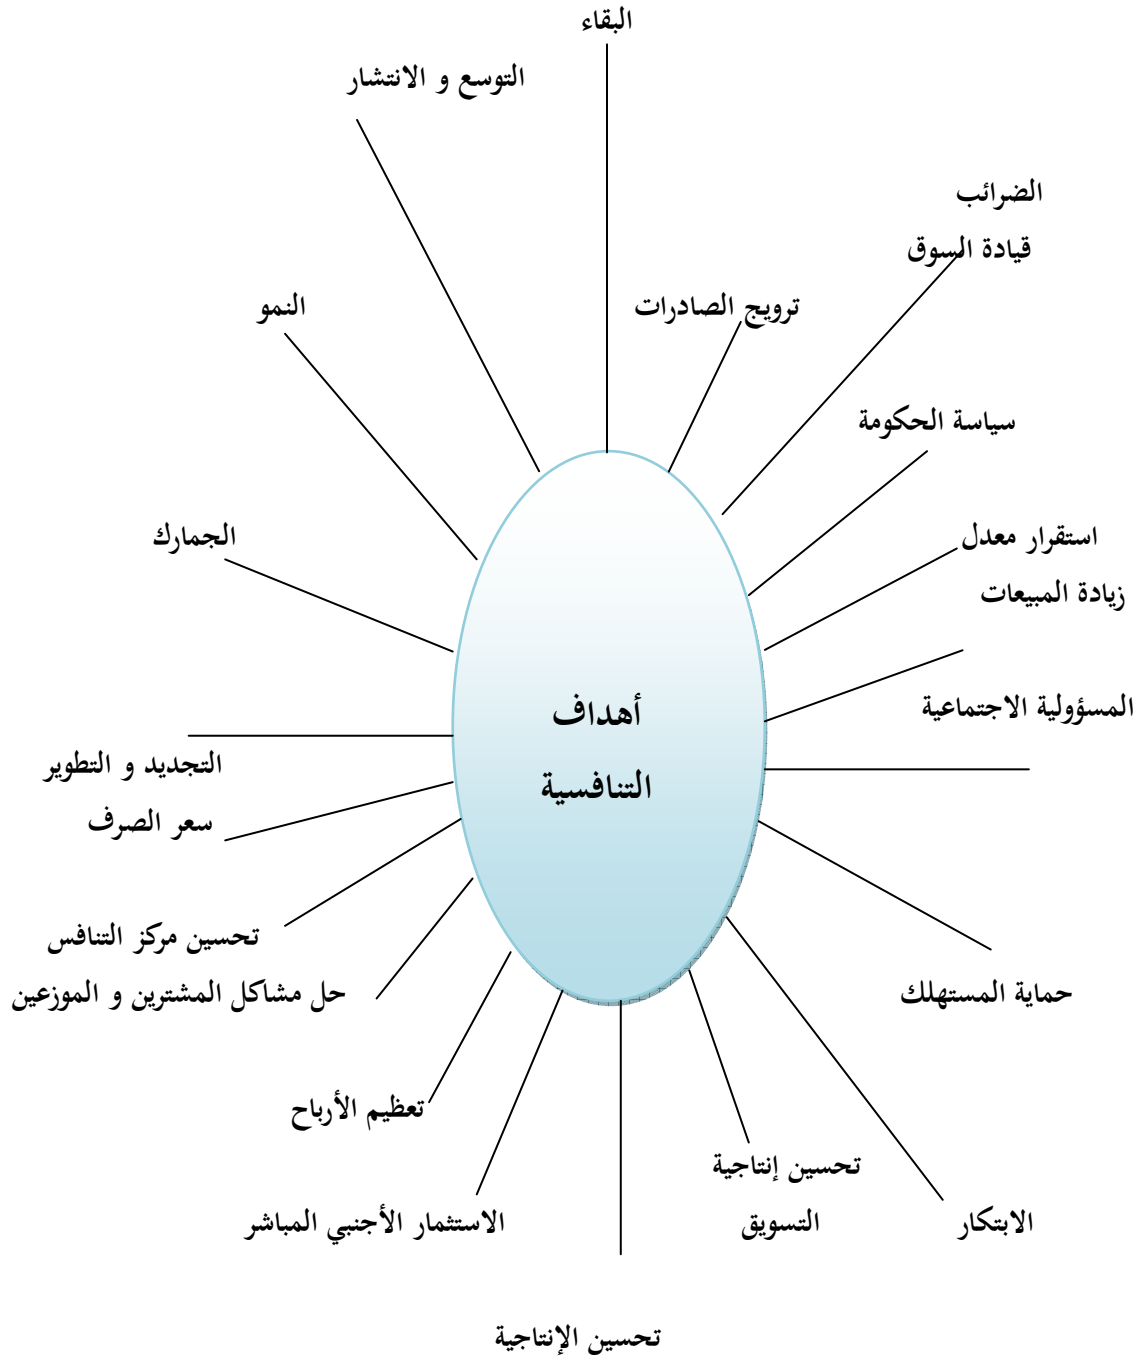 البقاء
التوسع و الانتشار
الضرائب
قيادة السوق
ترويج الصادرات
النمو
سياسة الحكومة
استقرار معدل
الجمارك
زيادة المبيعات
المسؤولية الاجتماعية
أهداف
التنافسية
التجديد و التطوير
سعر الصرف
تحسين مركز التنافس
حل مشاكل المشترين و الموزعين
حماية المستهلك
تعظيم الأرباح
تحسين إنتاجية
التسويق
الابتكار
الاستثمار الأجنبي المباشر
تحسين الإنتاجية